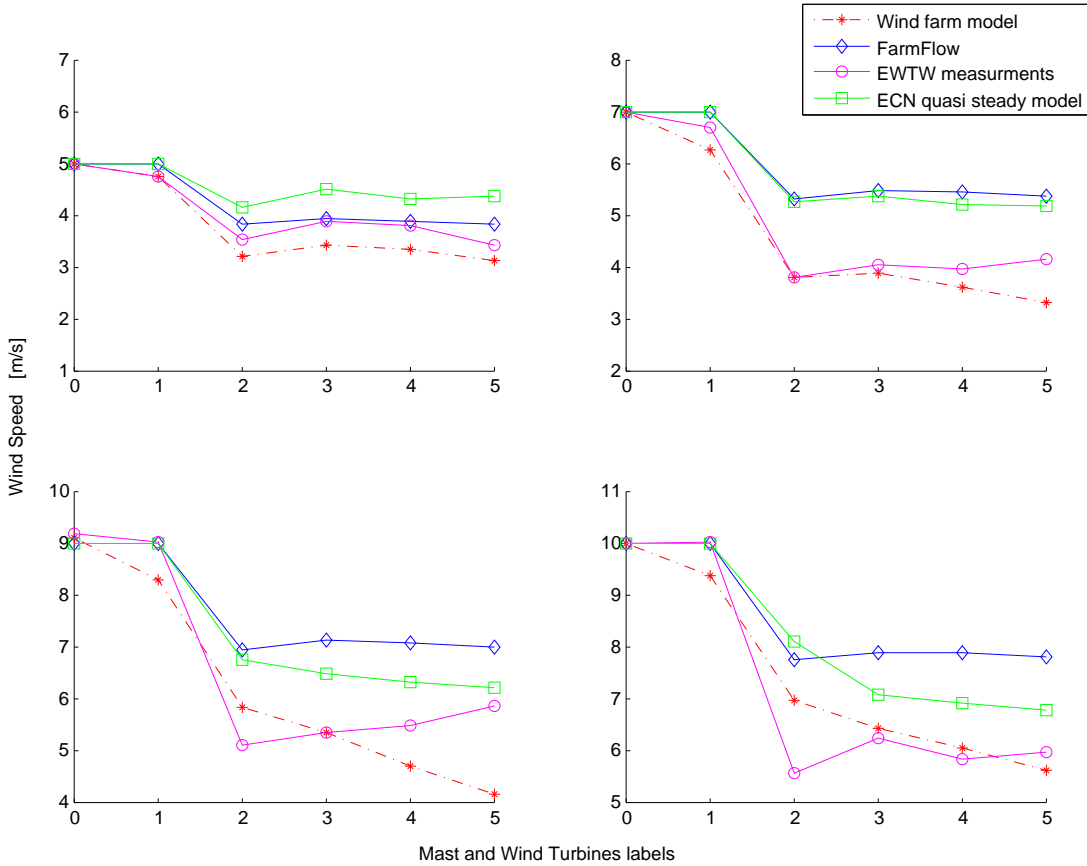 Wind farm model
FarmFlow
EWTW measurments
ECN quasi steady model
7
6
5
4
3
2
1
0 1 2 3 4 5
8
7
6
5
4
3
2
0 1 2 3 4 5
Wind Speed [m/s]
10
9
8
7
6
5
4
0 1 2 3 4 5
11
10
9
8
7
6
5
0 1 2 3 4 5
Mast and Wind Turbines labels